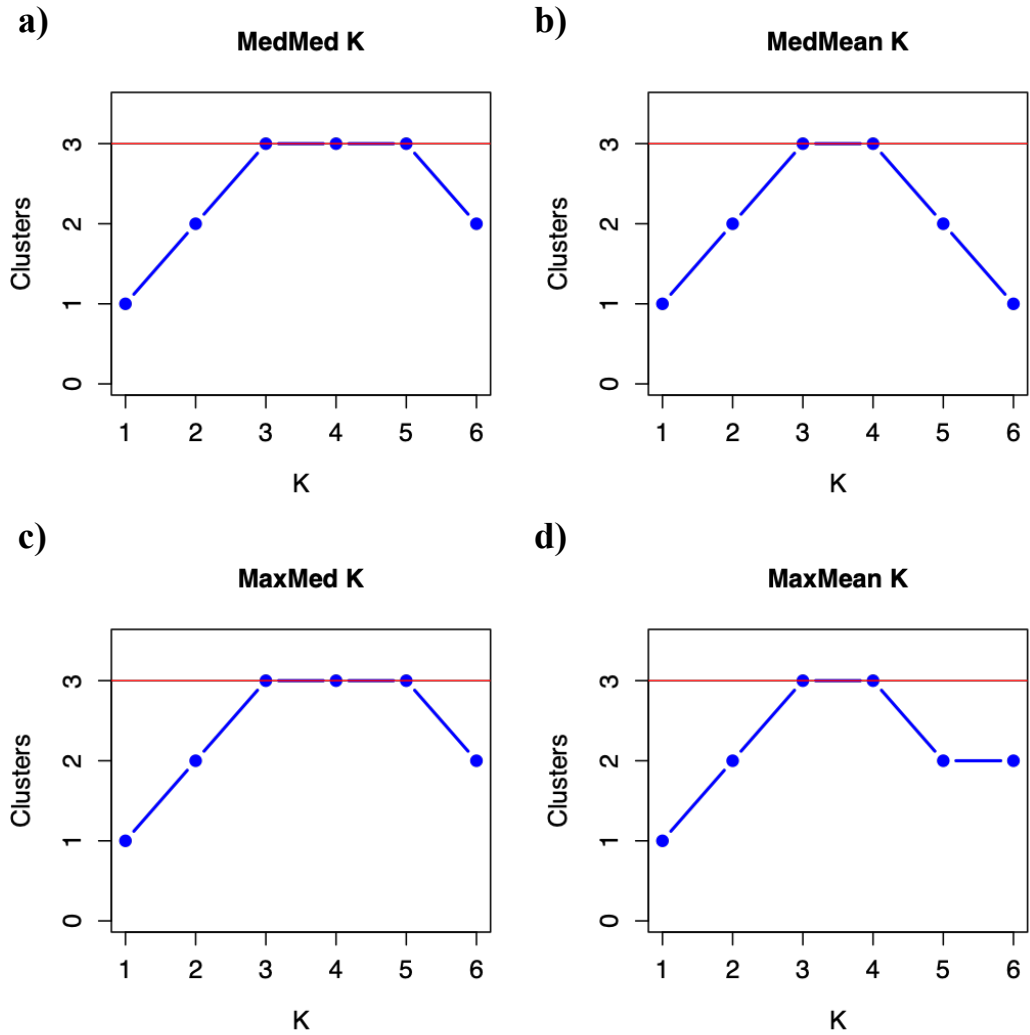 a)
MedMed K
Clusters
3
2
1
0
1 2 3 4 5 6
K
b)
MedMean K
Clusters
3
2
1
0
1 2 3 4 5 6
K
c)
MaxMed K
Clusters
3
2
1
0
1 2 3 4 5 6
K
d)
MaxMean K
Clusters
3
2
1
0
1 2 3 4 5 6
K